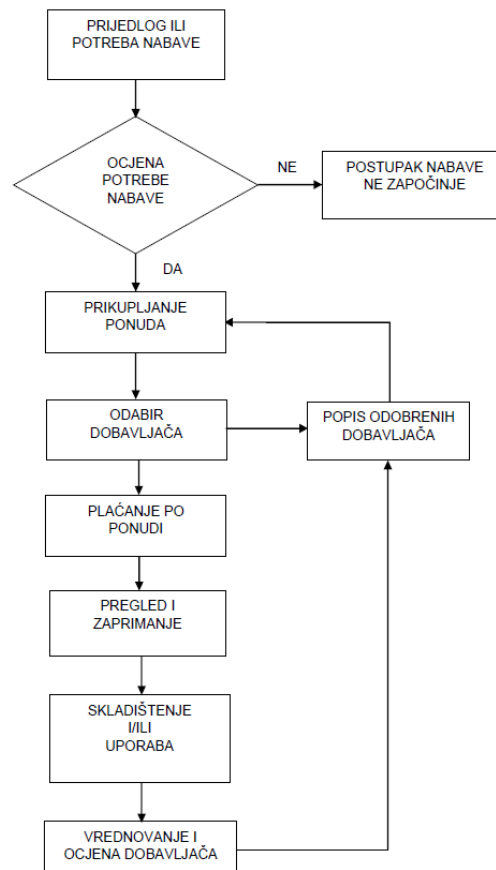 PRIJEDLOG ILI
POTREBA NABAVE
OCJENA
POTREBE
NABAVE
NE
POSTUPAK NABAVE
NE ZAPOČINJE
DA
PRIKUPLJANJE
PONUDA
ODABIR
DOBAVLJAČA
POPIS ODOBRENIH
DOBAVLJAČA
PLAĆANJE PO
PONUDI
PREGLED I
ZAPRIMANJE
SKLADIŠTENJE
I/ILI
UPORABA
VREDNOVANJE I
OCJENA DOBAVLJAČA